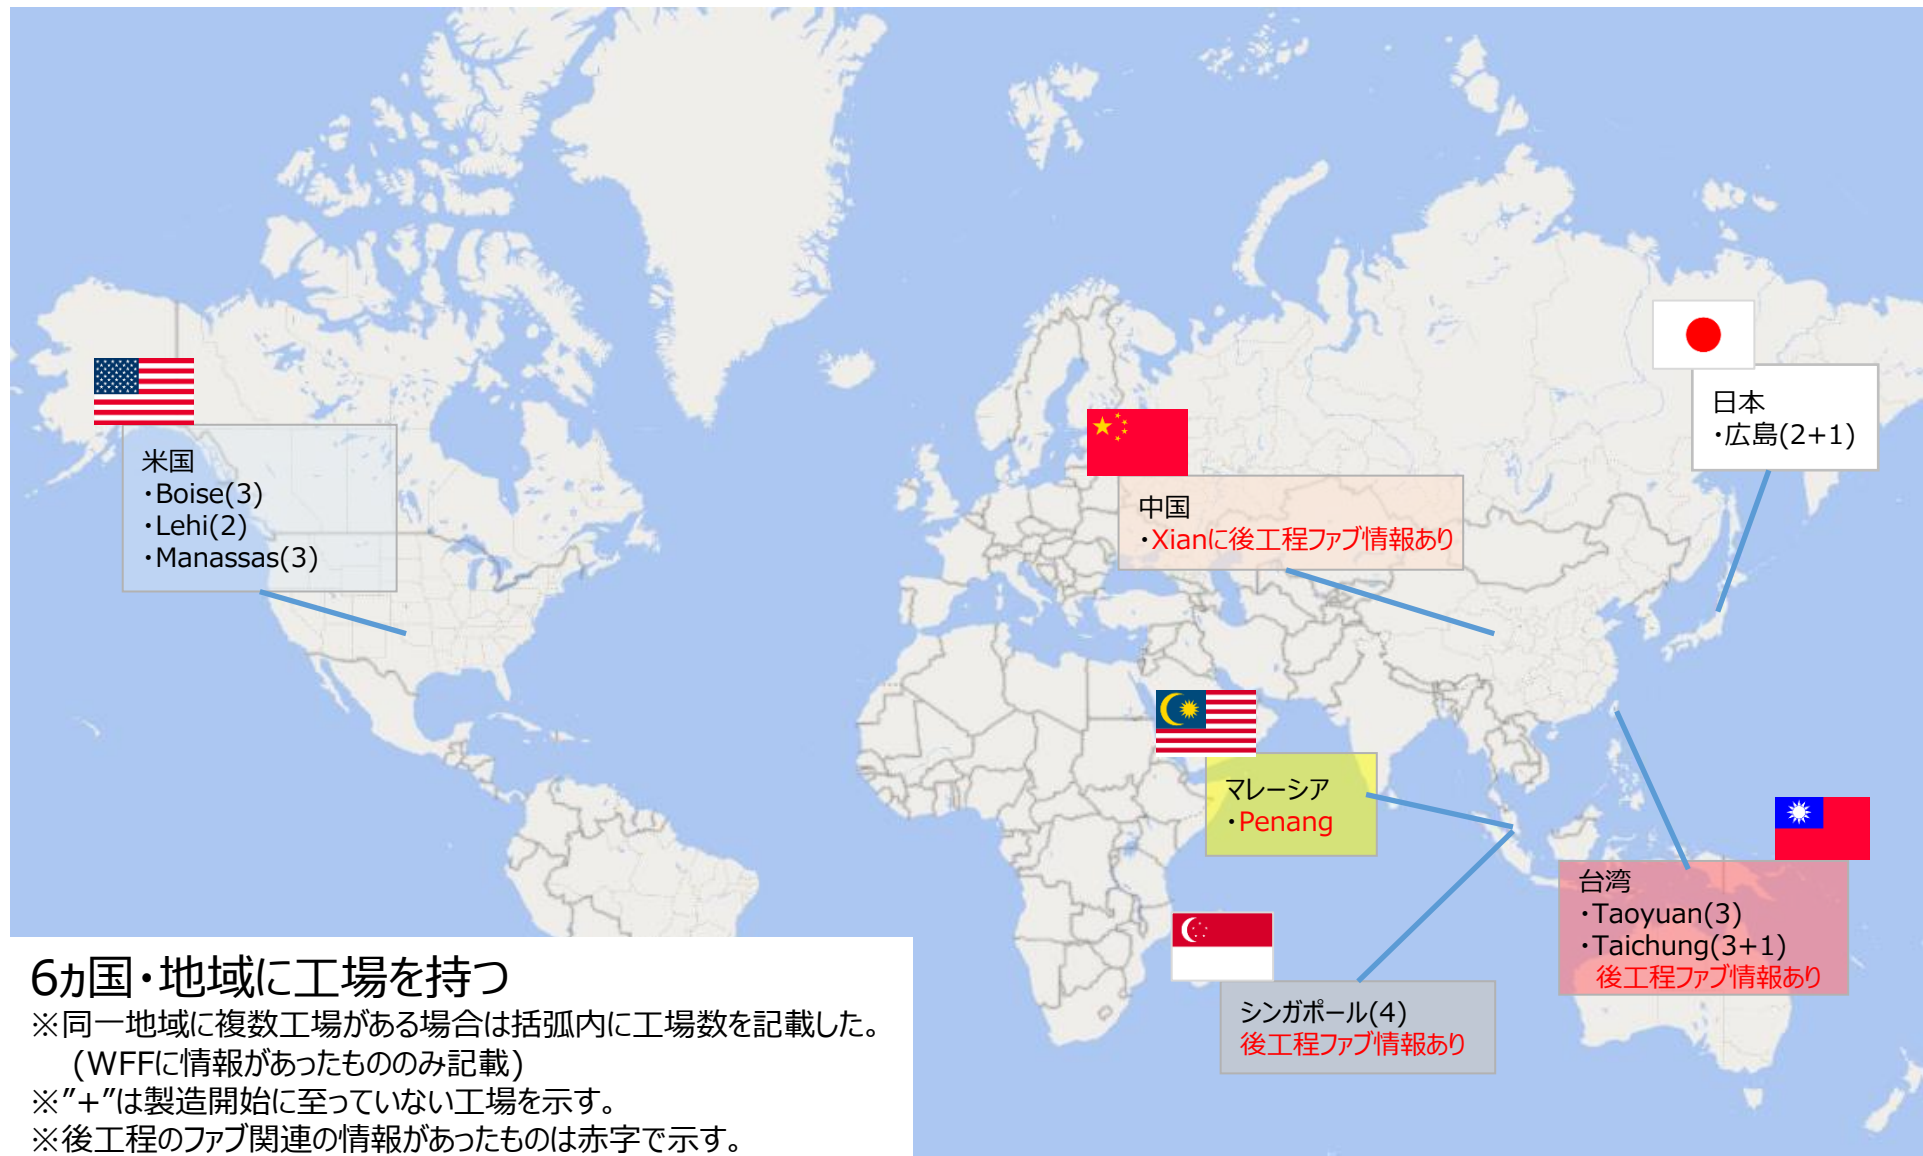 米国
・Boise(3)
・Lehi(2)
・Manassas(3)
中国
・Xianに後工程ファブ情報あり
日本
・広島(2+1)
マレーシア
・Penang
シンガポール(4)
後工程ファブ情報あり
台湾
・Taoyuan(3)
・Taichung(3+1)
後工程ファブ情報あり
6ヵ国・地域に工場を持つ
※同一地域に複数工場がある場合は括弧内に工場数を記載した。
(WFFに情報があったもののみ記載)
※”+”は製造開始に至っていない工場を示す。
※後工程のファブ関連の情報があったものは赤字で示す。